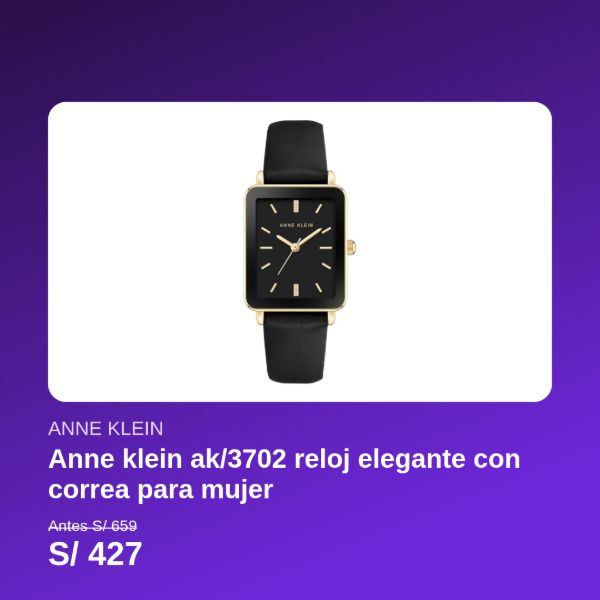 ANNE KLEIN
ANNE KLEIN
Anne klein ak/3702 reloj elegante con
correa para mujer
Antes S/ 659
S/ 427